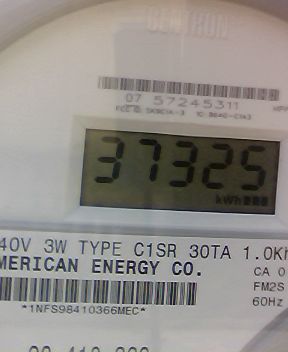 CENTRON
07 57245311
37325
kWh
40V 3W TYPE C1SR 30TA 1.0Kh
MERICAN ENERGY CO.
CA 0
FM2S
60Hz
*1NFS98410366MEC*